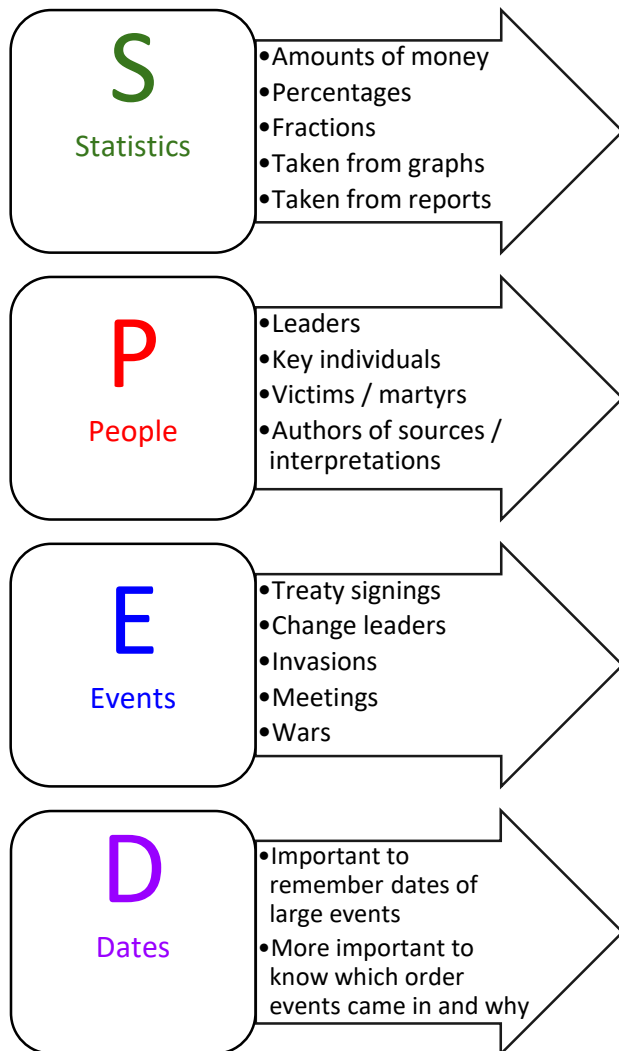 S
Statistics
•Amounts of money
•Percentages
•Fractions
•Taken from graphs
•Taken from reports
P
People
•Leaders
•Key individuals
•Victims / martyrs
•Authors of sources /
interpretations
E
Events
•Treaty signings
•Change leaders
•Invasions
•Meetings
•Wars
D
Dates
•Important to
remember dates of
large events
•More important to
know which order
events came in and why